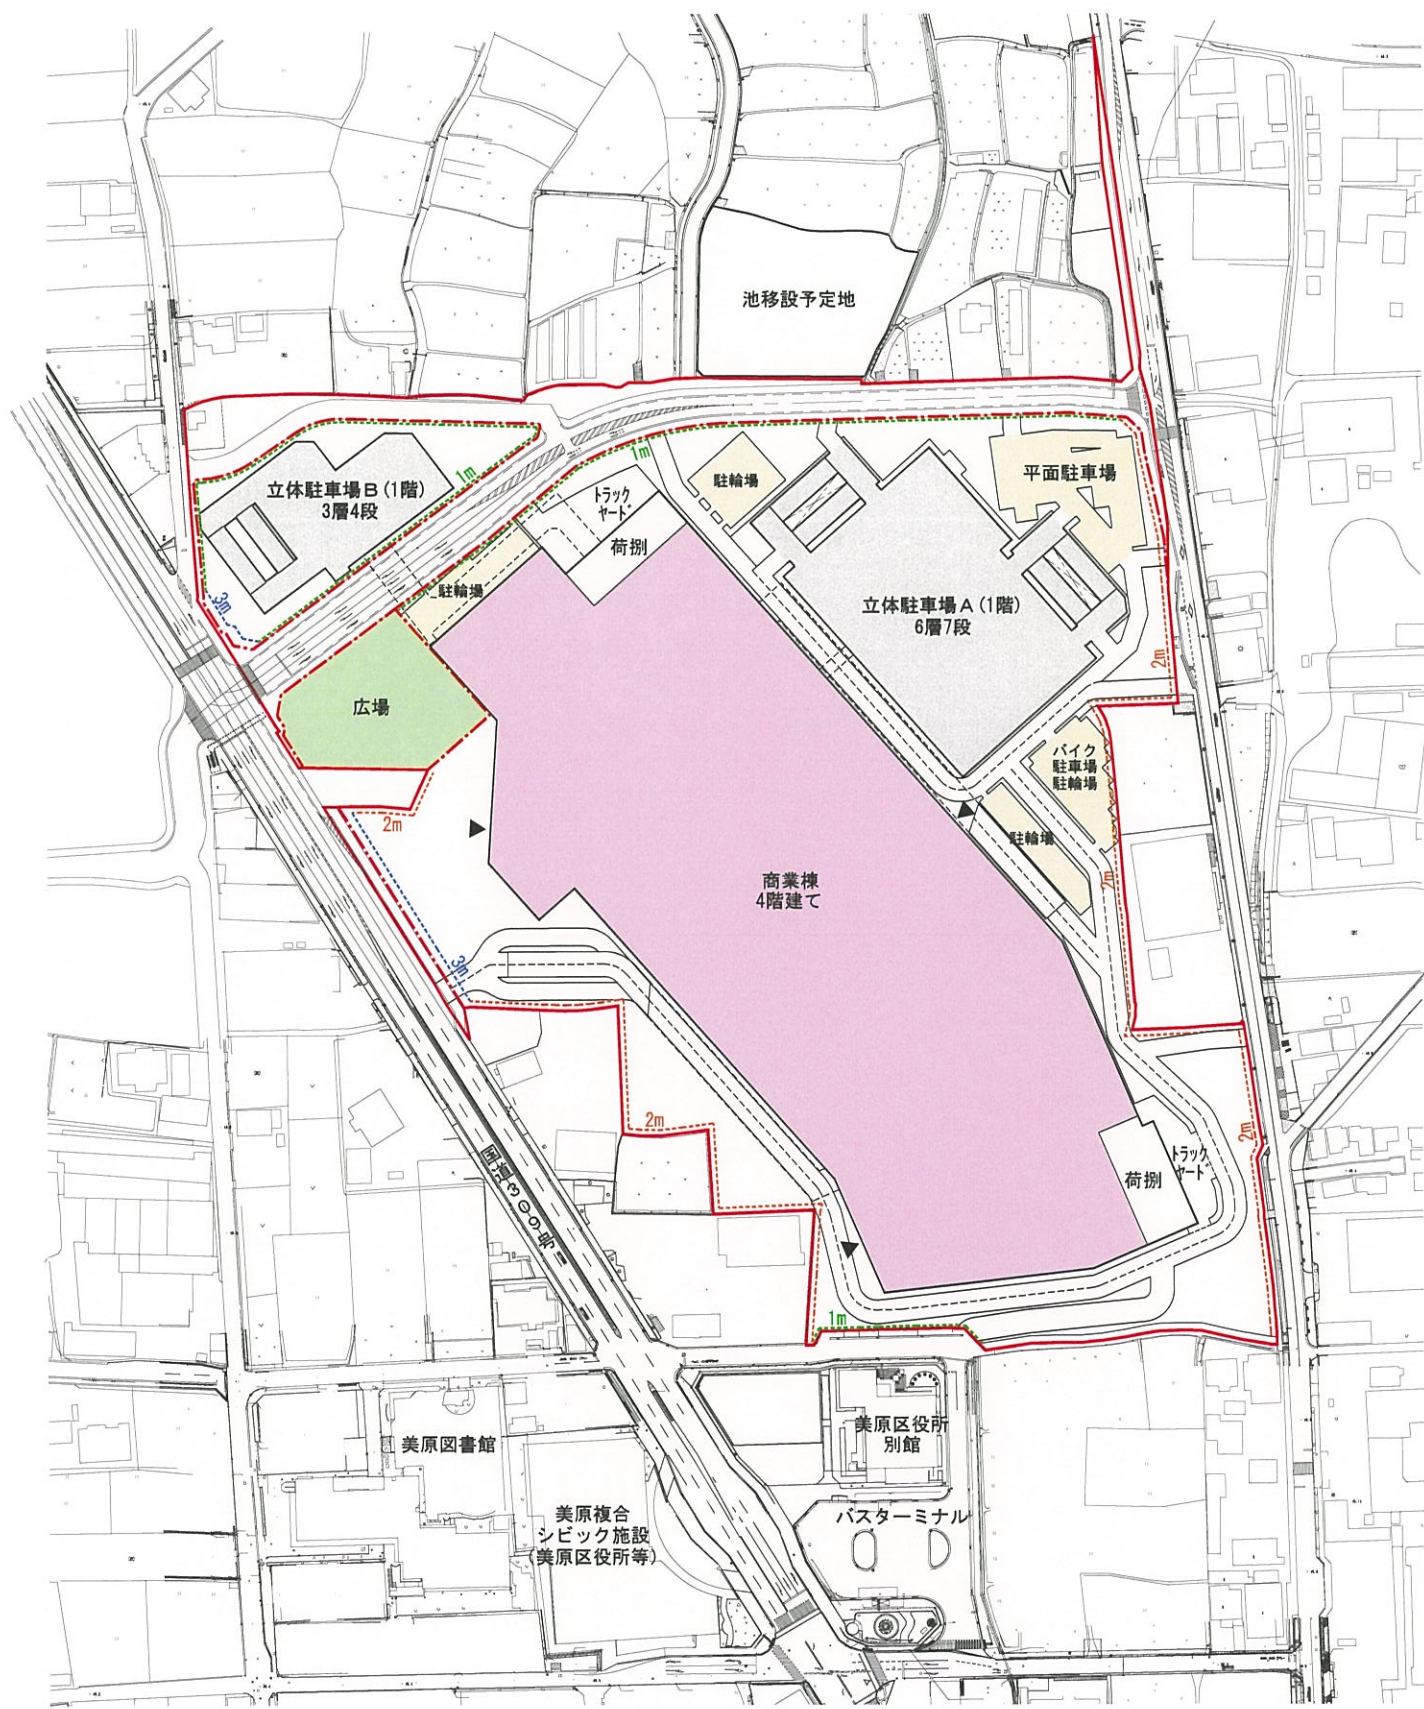 池移設予定地
1m
立体駐車場B(1階)
3層4段
3m
1m
トラック
ヤード
荷捌
駐輪場
駐輪場
平面駐車場
立体駐車場A(1階)
6層7段
2m
広場
バイク
駐車場
駐輪場
駐輪場
2m
2m
3m
商業棟
4階建て
2m
2m
トラック
ヤード
荷捌
国道309号
1m
美原図書館
美原区役所
別館
美原複合
シビック施設
(美原区役所等)
バスターミナル